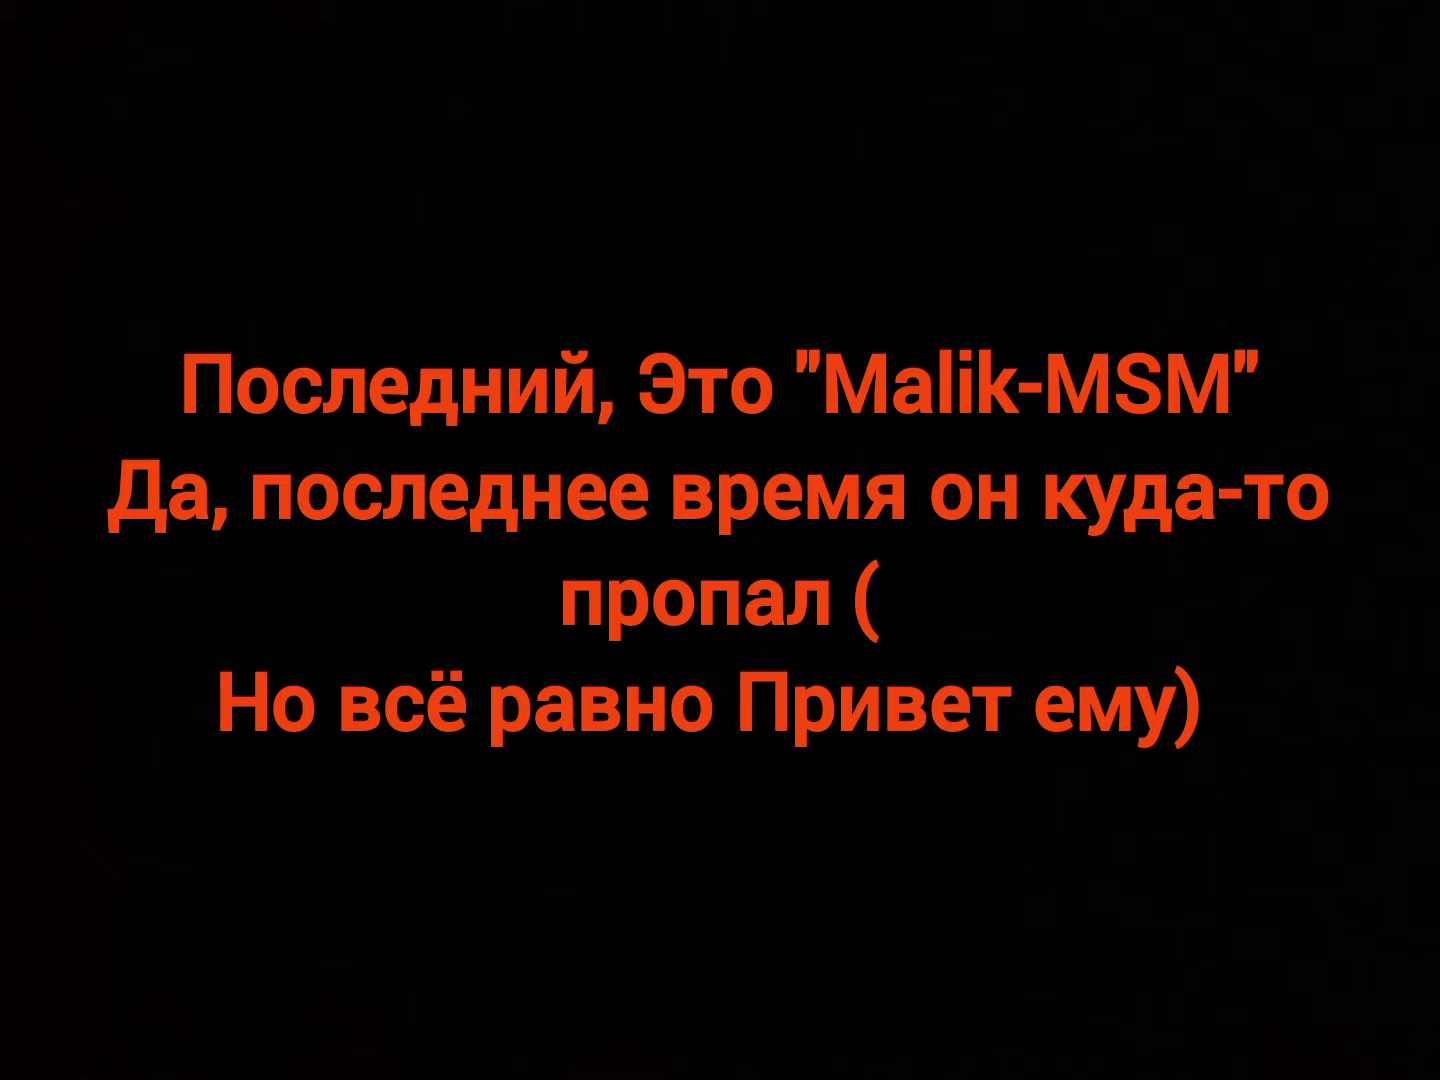 Последний, Это "Malik-MSM"
Да, последнее время он куда-то
пропал (
Но всё равно Привет ему)